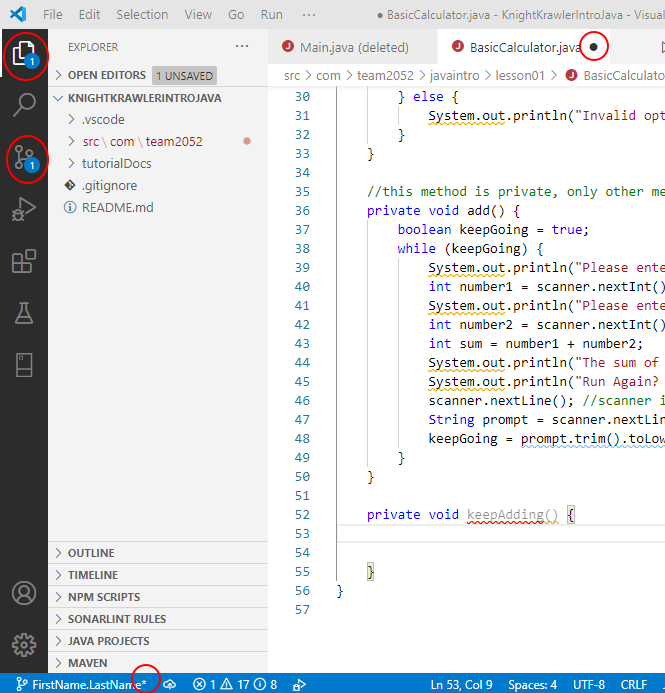 File Edit Selection View Go Run ··· ● BasicCalculator.java - KnightKrawlerIntroJava - Visual
EXPLORER ···
OPEN EDITORS 1 UNSAVED
KNIGHTKRAWLERINTROJAVA
.vscode
src \ com \ team2052
tutorialDocs
.gitignore
README.md
OUTLINE
TIMELINE
NPM SCRIPTS
SONARLINT RULES
JAVA PROJECTS
MAVEN
1
1
J Main.java (deleted) J BasicCalculator.java ●
src > com > team2052 > javaintro > lesson01 > J BasicCalculator
30 } else {
31 System.out.println("Invalid opt
32 }
33 }
34
35 //this method is private, only other me
36 private void add() {
37 boolean keepGoing = true;
38 while (keepGoing) {
39 System.out.println("Please ente
40 int number1 = scanner.nextInt()
41 System.out.println("Please ente
42 int number2 = scanner.nextInt()
43 int sum = number1 + number2;
44 System.out.println("The sum of
45 System.out.println("Run Again?
46 scanner.nextLine(); //scanner i
47 String prompt = scanner.nextLin
48 keepGoing = prompt.trim().toLow
49 }
50 }
51
52 private void keepAdding() {
53
54
55 }
56 }
57
FirstName.LastName* 1 17 8 Ln 53, Col 9 Spaces: 4 UTF-8 CRLF